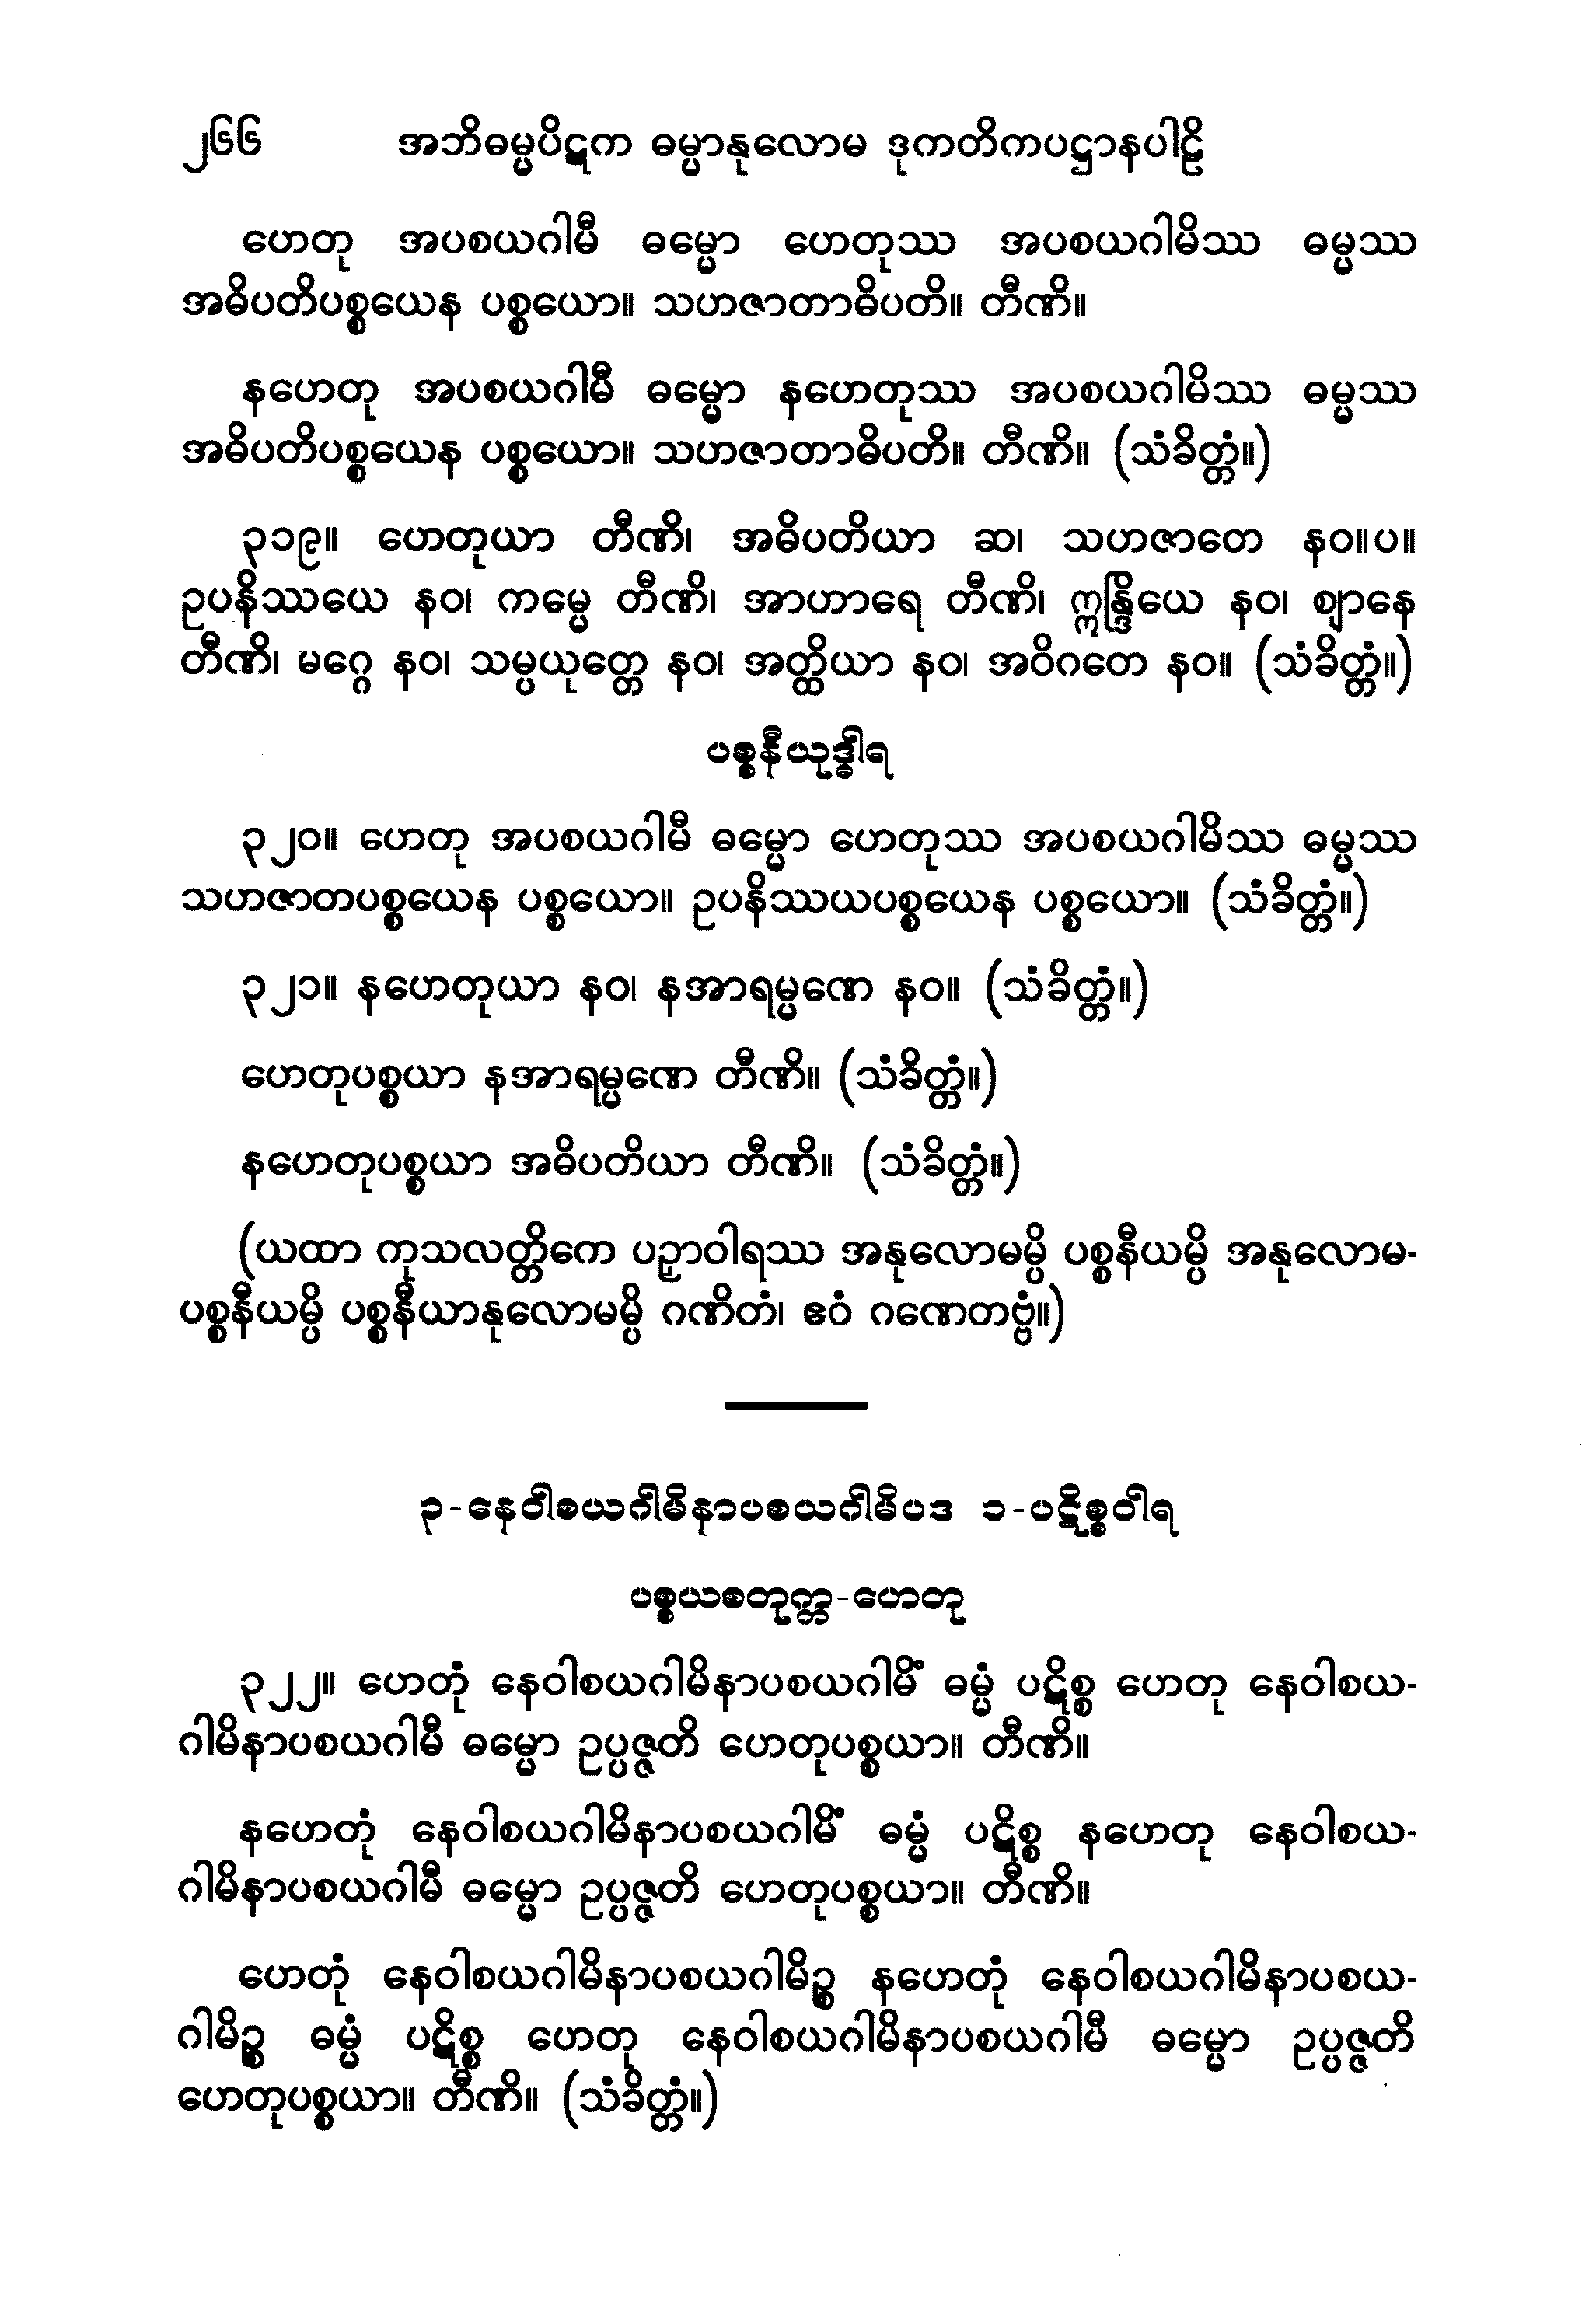 ၂၆၆ အဘိဓမ္မပိဋက ဓမ္မာနုလောမ ဒုကတိကပဋ္ဌာနပါဠိ
ဟေတု အပစယဂါမီ ဓမ္မော ဟေတုဿ အပစယဂါမိဿ ဓမ္မဿ
အဓိပတိပစ္စယေန ပစ္စယော။ သဟဇာတာဓိပတိ။ တီဏိ။
နဟေတု အပစယဂါမီ ဓမ္မော နဟေတုဿ အပစယဂါမိဿ ဓမ္မဿ
အဓိပတိပစ္စယေန ပစ္စယော။ သဟဇာတာဓိပတိ။ တီဏိ။ (သံခိတ္တံ။)
၃၁၉။ ဟေတုယာ တီဏိ၊ အဓိပတိယာ ဆ၊ သဟဇာတေ နဝ။ပ။
ဥပနိဿယေ နဝ၊ ကမ္မေ တီဏိ၊ အာဟာရေ တီဏိ၊ ဣန္ဒြိယေ နဝ၊ ဈာနေ
တီဏိ၊ မဂ္ဂေ နဝ၊ သမ္ပယုတ္တေ နဝ၊ အတ္ထိယာ နဝ၊ အဝိဂတေ နဝ။ (သံခိတ္တံ။)
ပစ္စနီယုဒ္ဓါရ
၃၂၀။ ဟေတု အပစယဂါမီ ဓမ္မော ဟေတုဿ အပစယဂါမိဿ ဓမ္မဿ
သဟဇာတပစ္စယေန ပစ္စယော။ ဥပနိဿယပစ္စယေန ပစ္စယော။ (သံခိတ္တံ။)
၃၂၁။ နဟေတုယာ နဝ၊ နအာရမ္မဏေ နဝ။ (သံခိတ္တံ။)
ဟေတုပစ္စယာ နအာရမ္မဏေ တီဏိ။ (သံခိတ္တံ။)
နဟေတုပစ္စယာ အဓိပတိယာ တီဏိ။ (သံခိတ္တံ။)
(ယထာ ကုသလတ္တိကေ ပဉှာဝါရဿ အနုလောမမ္ပိ ပစ္စနီယမ္ပိ အနုလောမ-
ပစ္စနီယမ္ပိ ပစ္စနီယာနုလောမမ္ပိ ဂဏိတံ၊ ဧဝံ ဂဏေတဗ္ဗံ။)
၃-နေဝါစယဂါမိနာပစယဂါမိပဒ ၁-ပဋိစ္စဝါရ
ပစ္စယစတုက္က-ဟေတု
၃၂၂။ ဟေတုံ နေဝါစယဂါမိနာပစယဂါမိံ ဓမ္မံ ပဋိစ္စ ဟေတု နေဝါစယ-
ဂါမိနာပစယဂါမီ ဓမ္မော ဥပ္ပဇ္ဇတိ ဟေတုပစ္စယာ။ တီဏိ။
နဟေတုံ နေဝါစယဂါမိနာပစယဂါမိံ ဓမ္မံ ပဋိစ္စ နဟေတု နေဝါစယ-
ဂါမိနာပစယဂါမီ ဓမ္မော ဥပ္ပဇ္ဇတိ ဟေတုပစ္စယာ။ တီဏိ။
ဟေတုံ နေဝါစယဂါမိနာပစယဂါမိဉ္စ နဟေတုံ နေဝါစယဂါမိနာပစယ-
ဂါမိဉ္စ ဓမ္မံ ပဋိစ္စ ဟေတု နေဝါစယဂါမိနာပစယဂါမီ ဓမ္မော ဥပ္ပဇ္ဇတိ
ဟေတုပစ္စယာ။ တီဏိ။ (သံခိတ္တံ။)